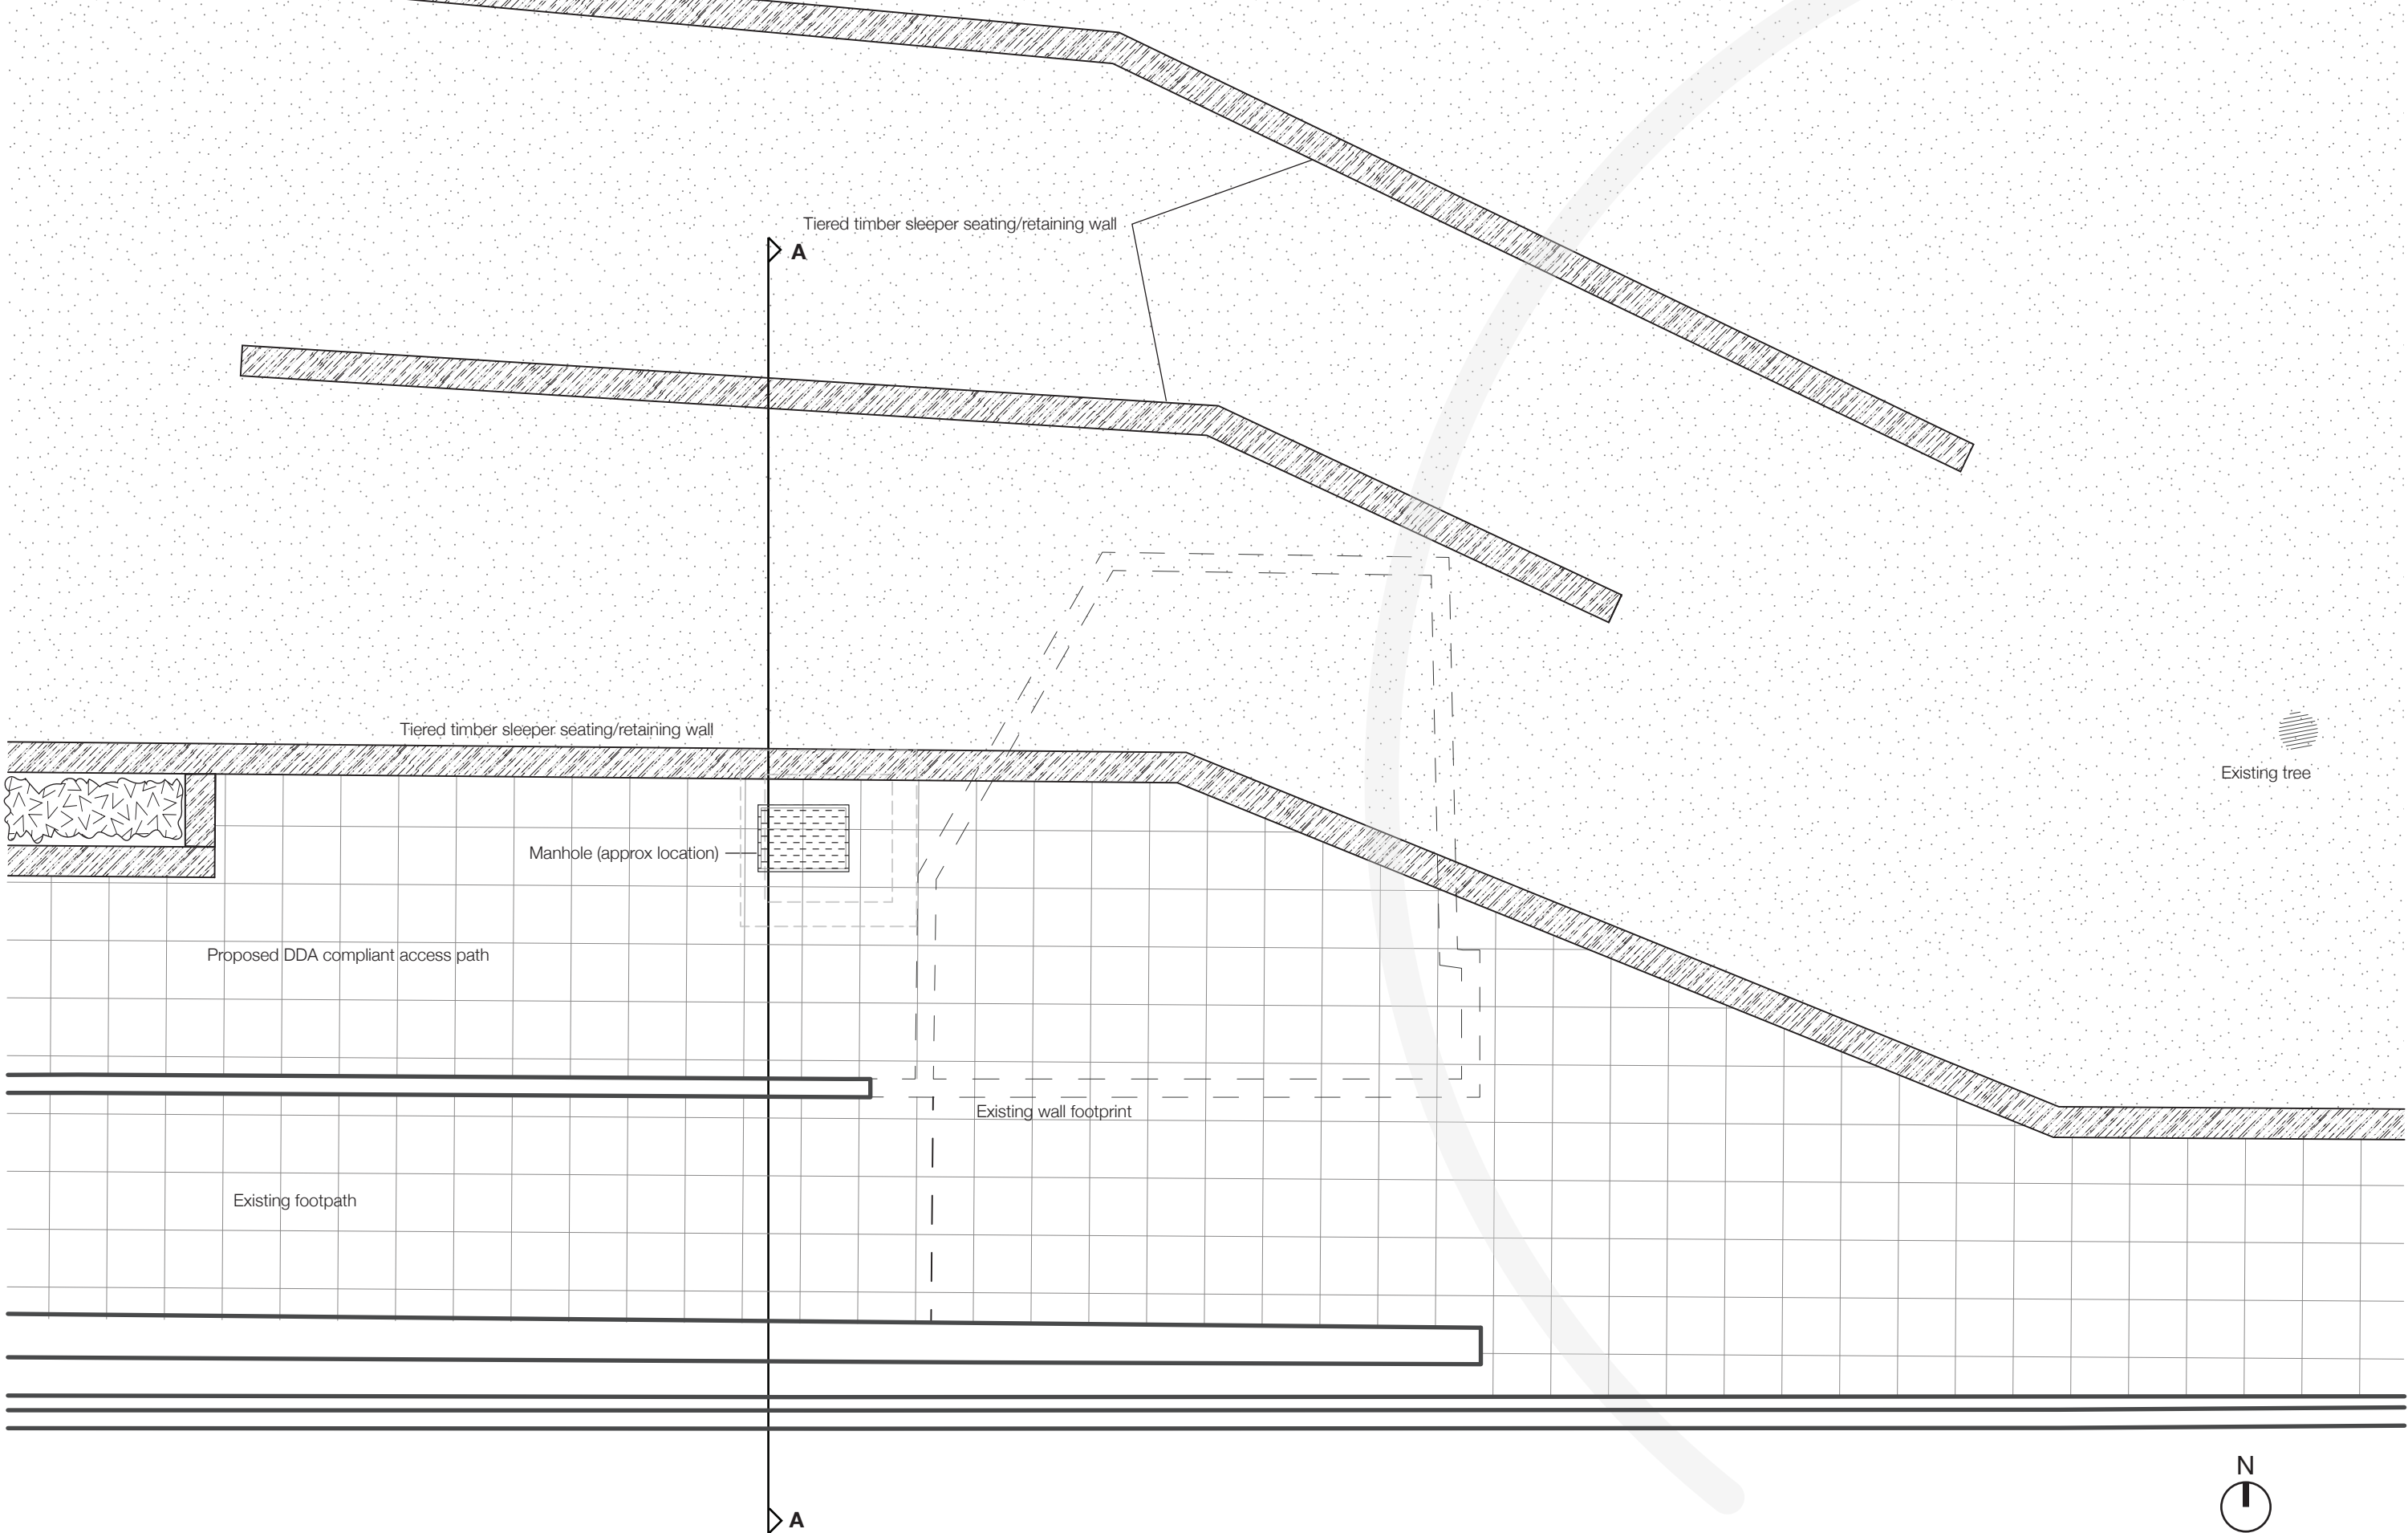 Tiered timber sleeper seating/retaining wall
A
Tiered timber sleeper seating/retaining wall
Existing tree
Manhole (approx location)
Proposed DDA compliant access path
Existing wall footprint
Existing footpath
N
A